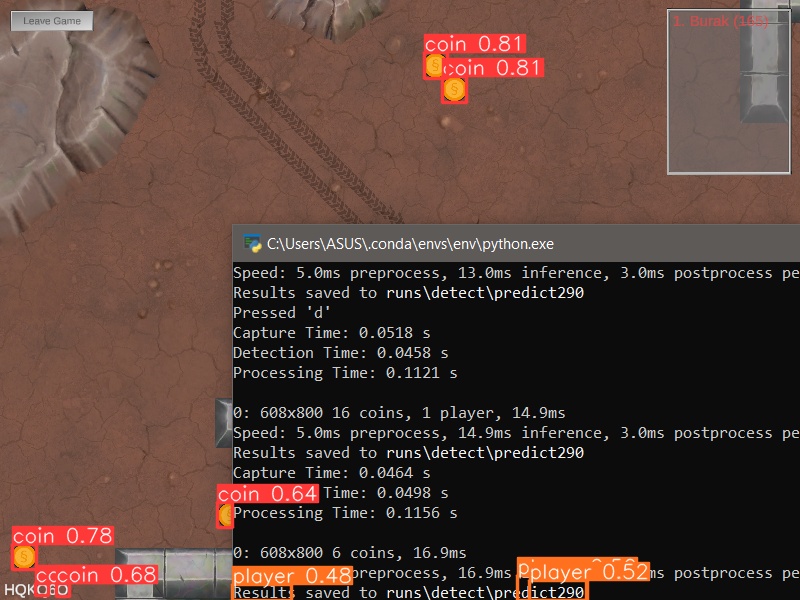 Leave Game
1. Burak (165)
coin 0.81
coin 0.81
C:\Users\ASUS\.conda\envs\env\python.exe
Speed: 5.0ms preprocess, 13.0ms inference, 3.0ms postprocess pe
Results saved to runs\detect\predict290
Pressed 'd'
Capture Time: 0.0518 s
Detection Time: 0.0458 s
Processing Time: 0.1121 s
0: 608x800 16 coins, 1 player, 14.9ms
Speed: 5.0ms preprocess, 14.9ms inference, 3.0ms postprocess pe
Results saved to runs\detect\predict290
Capture Time: 0.0464 s
coin 0.64 Time: 0.0498 s
Processing Time: 0.1156 s
coin 0.78
0: 608x800 6 coins, 16.9ms
coin 0.68
player 0.48 preprocess, 16.9ms player 0.52 ms postprocess pe
Results saved to runs\detect\predict290